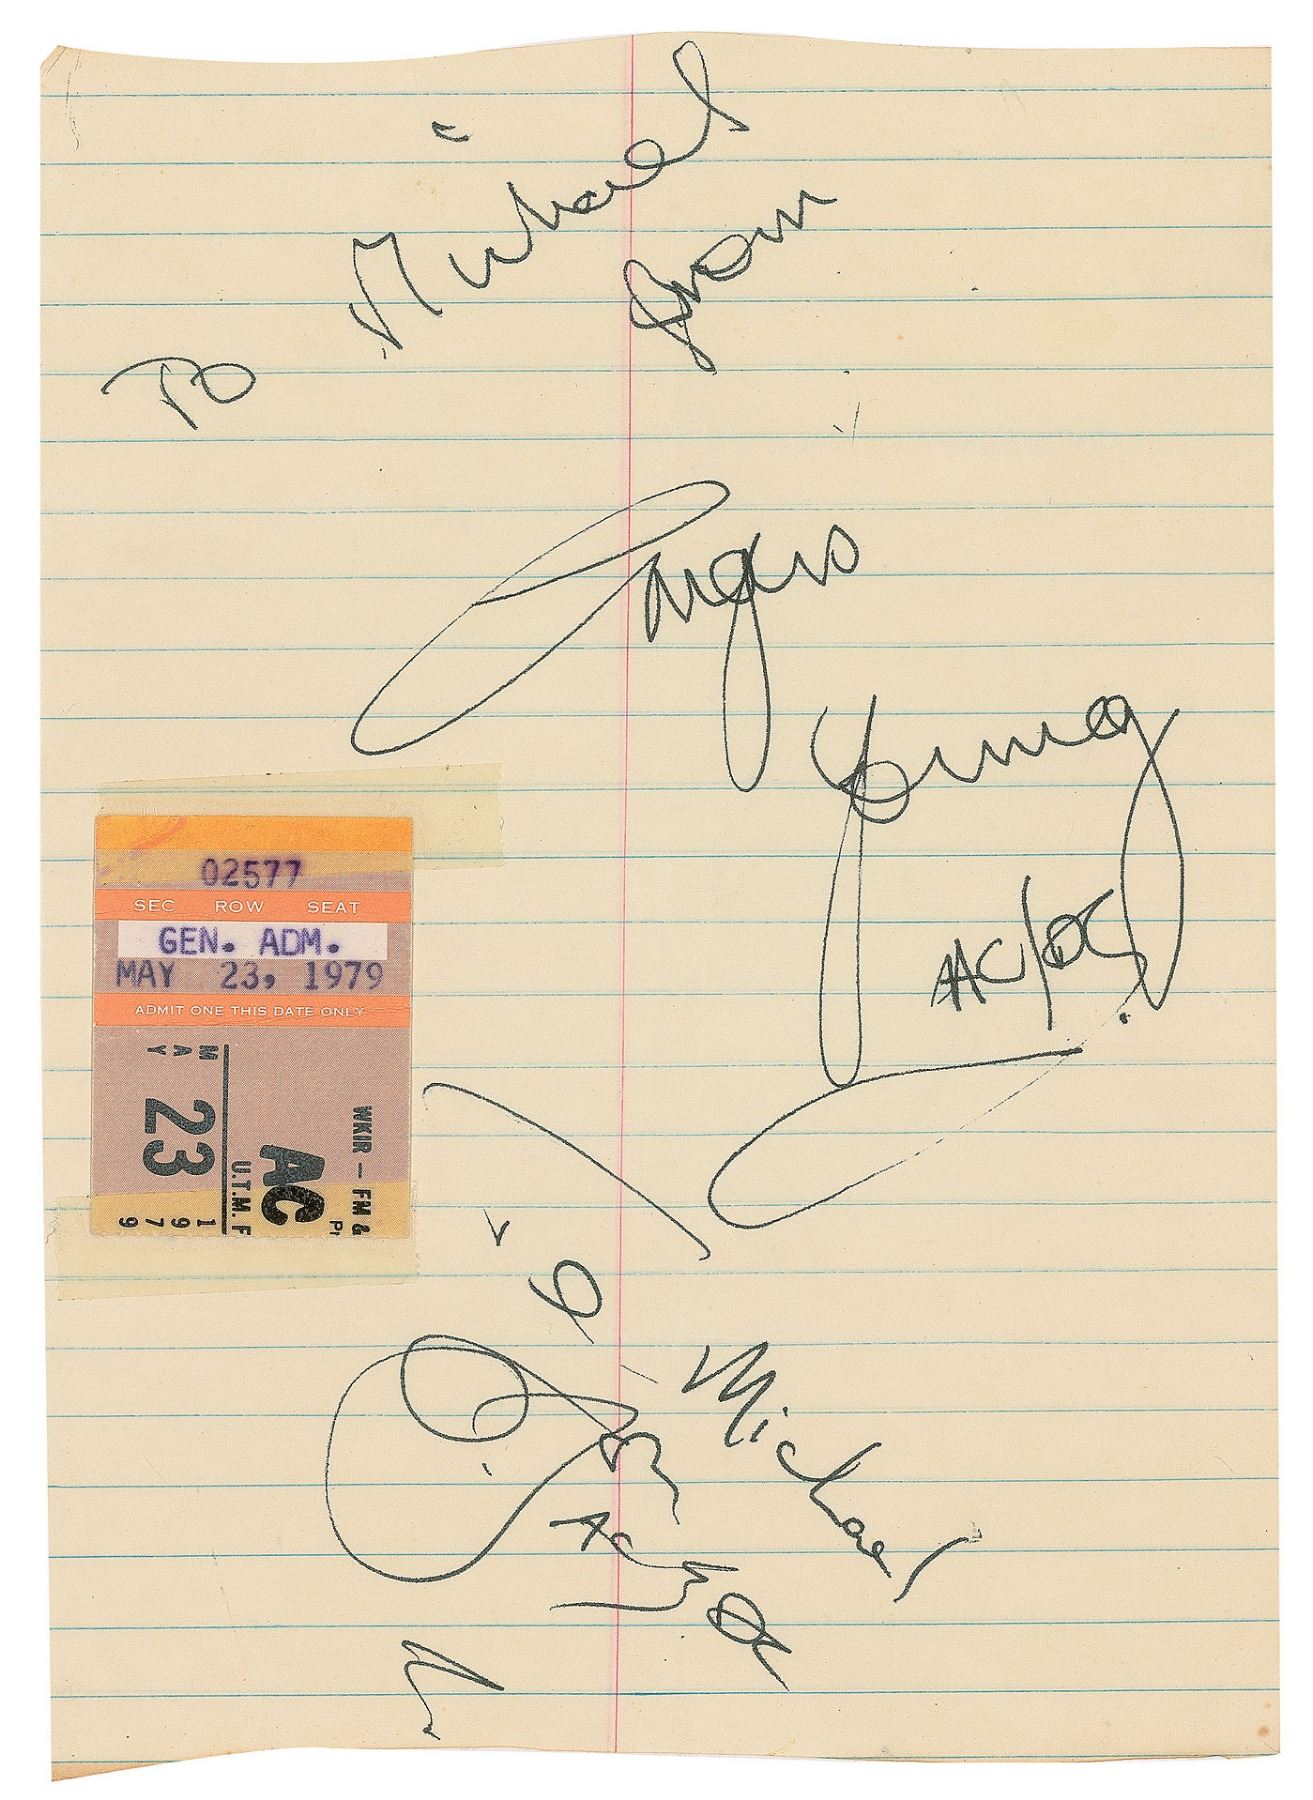 To Michael
from
Angus
Young
AC/DC
02577
SEC ROW SEAT
GEN. ADM.
MAY 23, 1979
ADMIT ONE THIS DATE ONLY
WKIR - FM &
AC
U.T.M. F
MAY
23
1979
To
Michael
AC/DC